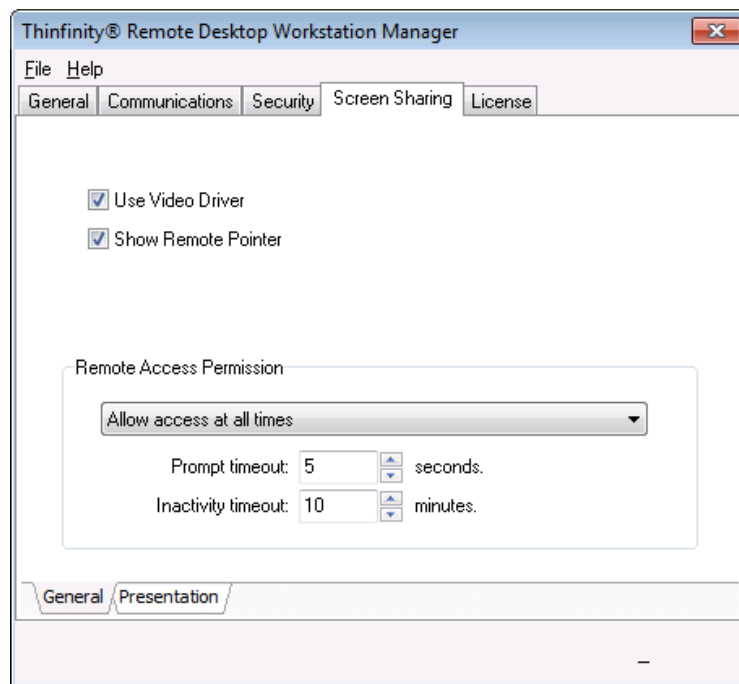 Thinfinity® Remote Desktop Workstation Manager
File Help
General Communications Security Screen Sharing License
Use Video Driver
Show Remote Pointer
Remote Access Permission
Allow access at all times
Prompt timeout: 5 seconds.
Inactivity timeout: 10 minutes.
General Presentation